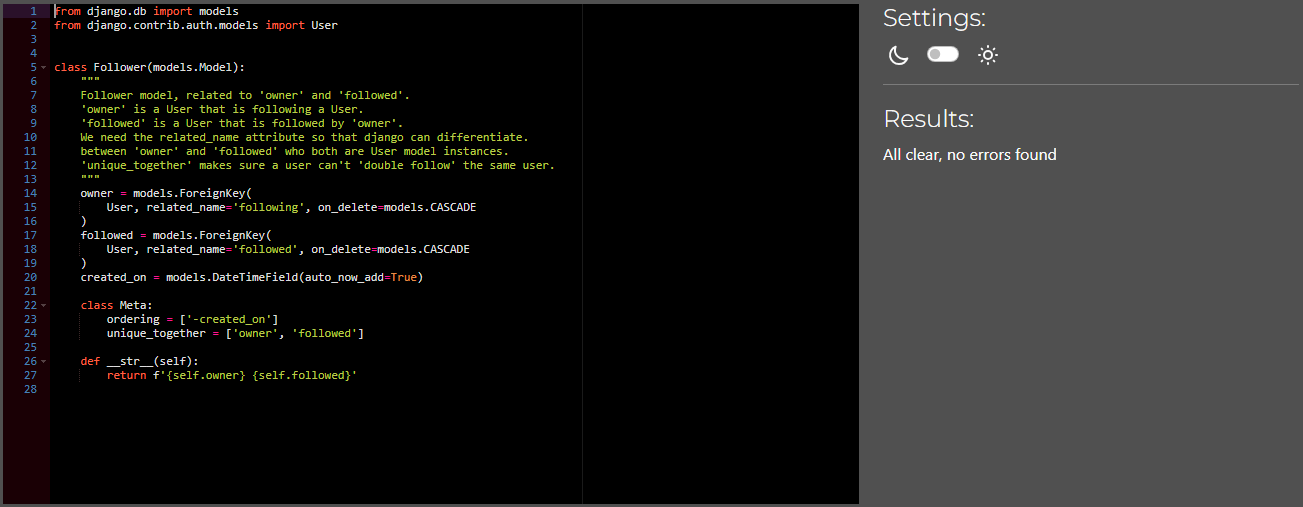 1 from django.db import models
2 from django.contrib.auth.models import User
3
4
5 class Follower(models.Model):
6     """
7     Follower model, related to 'owner' and 'followed'.
8     'owner' is a User that is following a User.
9     'followed' is a User that is followed by 'owner'.
10     We need the related_name attribute so that django can differentiate.
11     between 'owner' and 'followed' who both are User model instances.
12     'unique_together' makes sure a user can't 'double follow' the same user.
13     """
14     owner = models.ForeignKey(
15         User, related_name='following', on_delete=models.CASCADE
16     )
17     followed = models.ForeignKey(
18         User, related_name='followed', on_delete=models.CASCADE
19     )
20     created_on = models.DateTimeField(auto_now_add=True)
21
22     class Meta:
23         ordering = ['-created_on']
24         unique_together = ['owner', 'followed']
25
26     def __str__(self):
27         return f'{self.owner} {self.followed}'
28
Settings:
Results:
All clear, no errors found